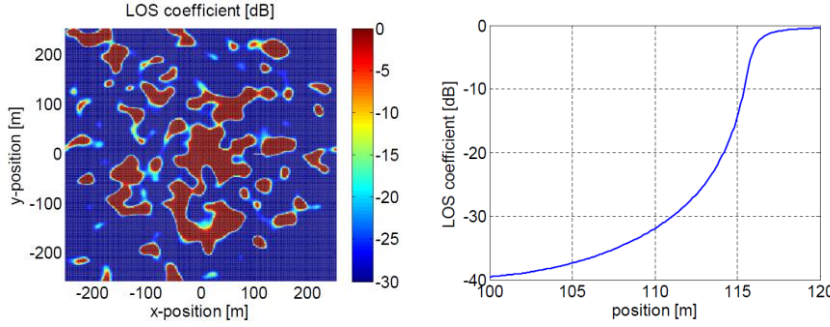 LOS coefficient [dB]
200
100
0
-100
-200
y-position [m]
-200 -100 0 100 200
x-position [m]
0
-5
-10
-15
-20
-25
-30
0
-10
-20
-30
-40
LOS coefficient [dB]
100 105 110 115 120
position [m]